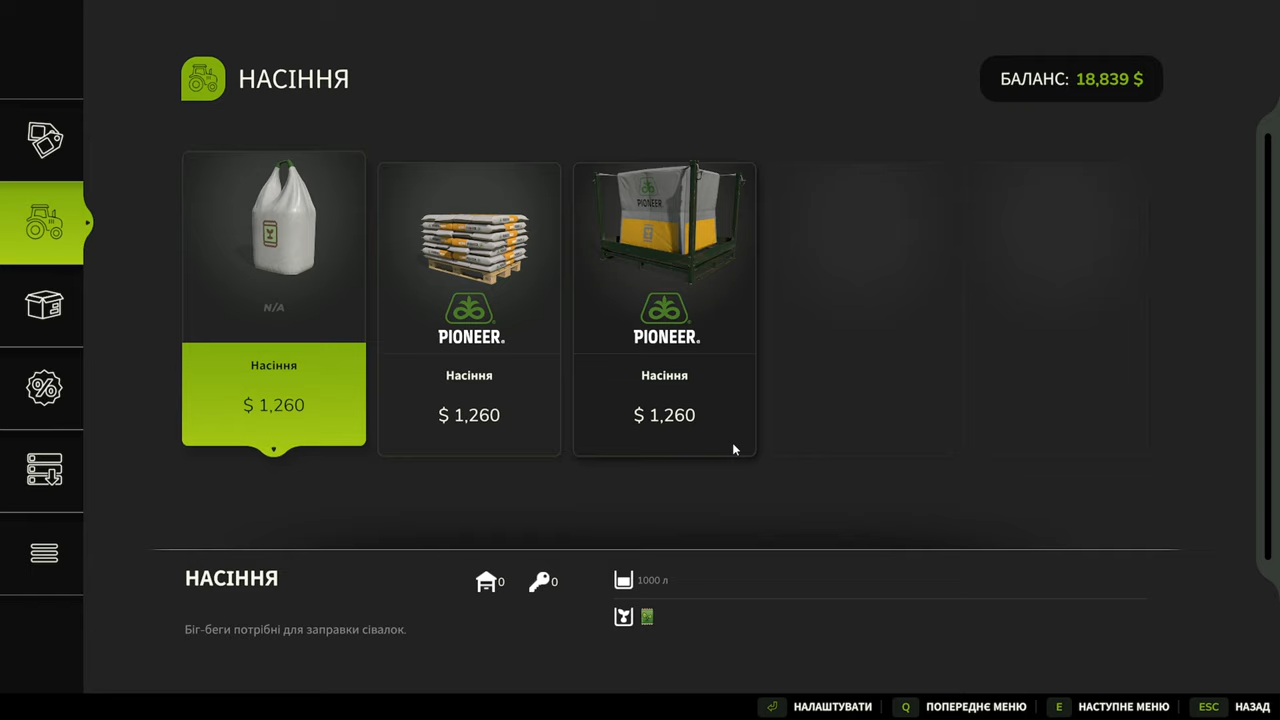 НАСІННЯ
БАЛАНС: 18,839 $
N/A
Насіння
$ 1,260
PIONEER
PIONEER.
Насіння
$ 1,260
PIONEER.
Насіння
$ 1,260
НАСІННЯ
0
0
1000 л
Біг-беги потрібні для заправки сівалок.
НАЛАШТУВАТИ
Q ПОПЕРЕДНЄ МЕНЮ
E НАСТУПНЕ МЕНЮ
ESC НАЗАД